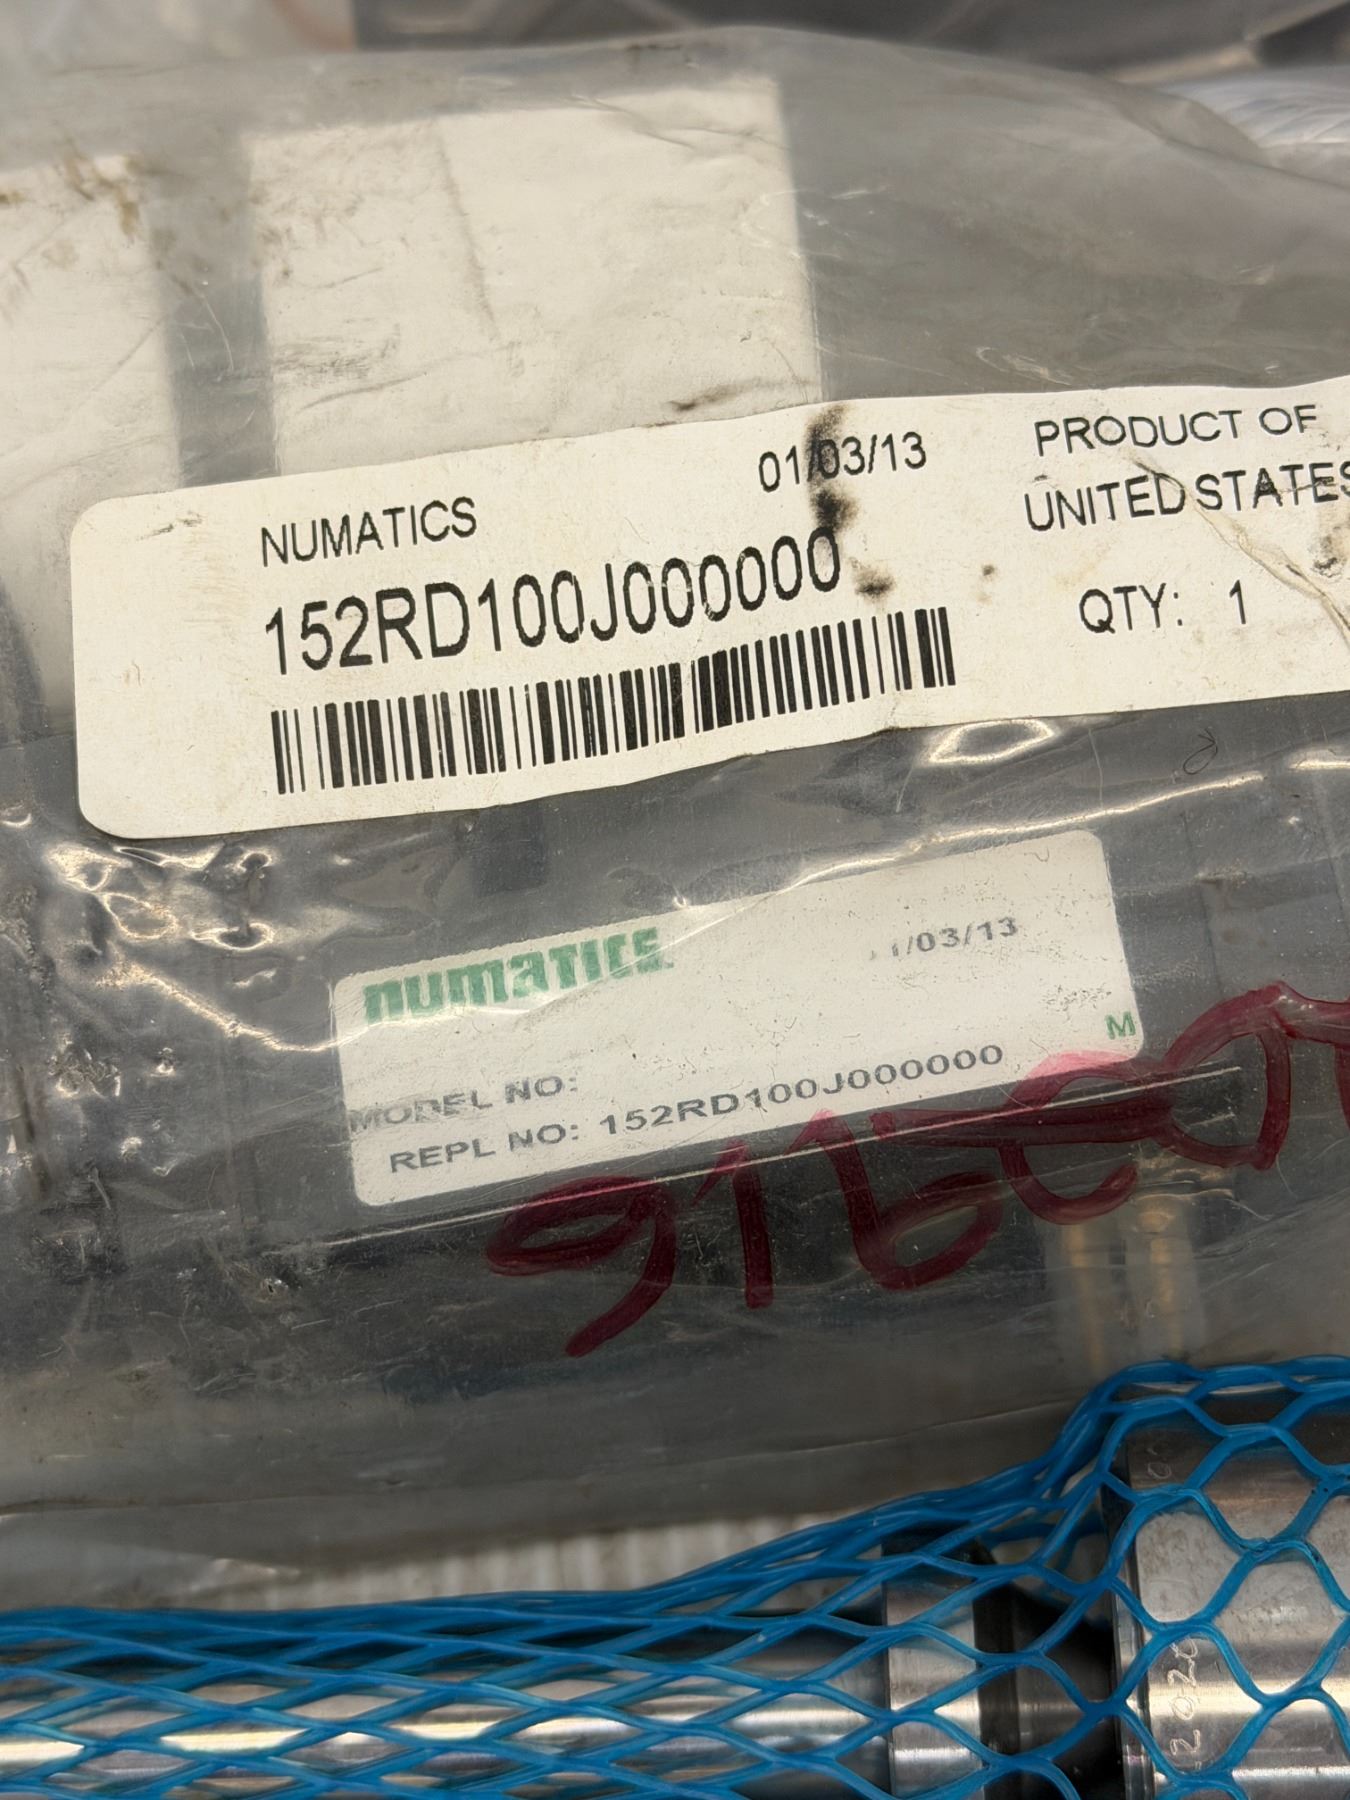 NUMATICS
01/03/13
152RD100J000000
PRODUCT OF
UNITED STATES
QTY: 1
numatics
1/03/13
M
MODEL NO:
REPL NO: 152RD100J000000